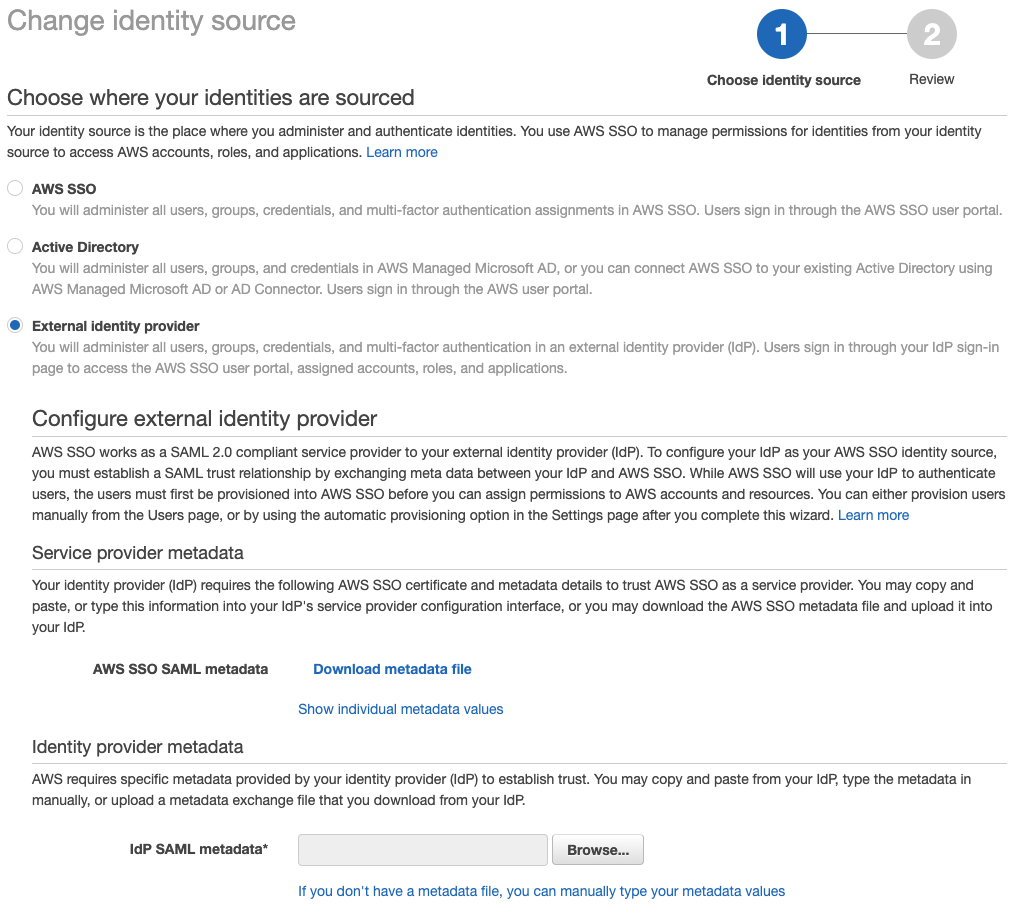 Change identity source
1
2
Choose identity source
Review
Choose where your identities are sourced
Your identity source is the place where you administer and authenticate identities. You use AWS SSO to manage permissions for identities from your identity
source to access AWS accounts, roles, and applications. Learn more
AWS SSO
You will administer all users, groups, credentials, and multi-factor authentication assignments in AWS SSO. Users sign in through the AWS SSO user portal.
Active Directory
You will administer all users, groups, and credentials in AWS Managed Microsoft AD, or you can connect AWS SSO to your existing Active Directory using
AWS Managed Microsoft AD or AD Connector. Users sign in through the AWS user portal.
External identity provider
You will administer all users, groups, credentials, and multi-factor authentication in an external identity provider (IdP). Users sign in through your IdP sign-in
page to access the AWS SSO user portal, assigned accounts, roles, and applications.
Configure external identity provider
AWS SSO works as a SAML 2.0 compliant service provider to your external identity provider (IdP). To configure your IdP as your AWS SSO identity source,
you must establish a SAML trust relationship by exchanging meta data between your IdP and AWS SSO. While AWS SSO will use your IdP to authenticate
users, the users must first be provisioned into AWS SSO before you can assign permissions to AWS accounts and resources. You can either provision users
manually from the Users page, or by using the automatic provisioning option in the Settings page after you complete this wizard. Learn more
Service provider metadata
Your identity provider (IdP) requires the following AWS SSO certificate and metadata details to trust AWS SSO as a service provider. You may copy and
paste, or type this information into your IdP's service provider configuration interface, or you may download the AWS SSO metadata file and upload it into
your IdP.
AWS SSO SAML metadata Download metadata file
Show individual metadata values
Identity provider metadata
AWS requires specific metadata provided by your identity provider (IdP) to establish trust. You may copy and paste from your IdP, type the metadata in
manually, or upload a metadata exchange file that you download from your IdP.
IdP SAML metadata* Browse...
If you don't have a metadata file, you can manually type your metadata values